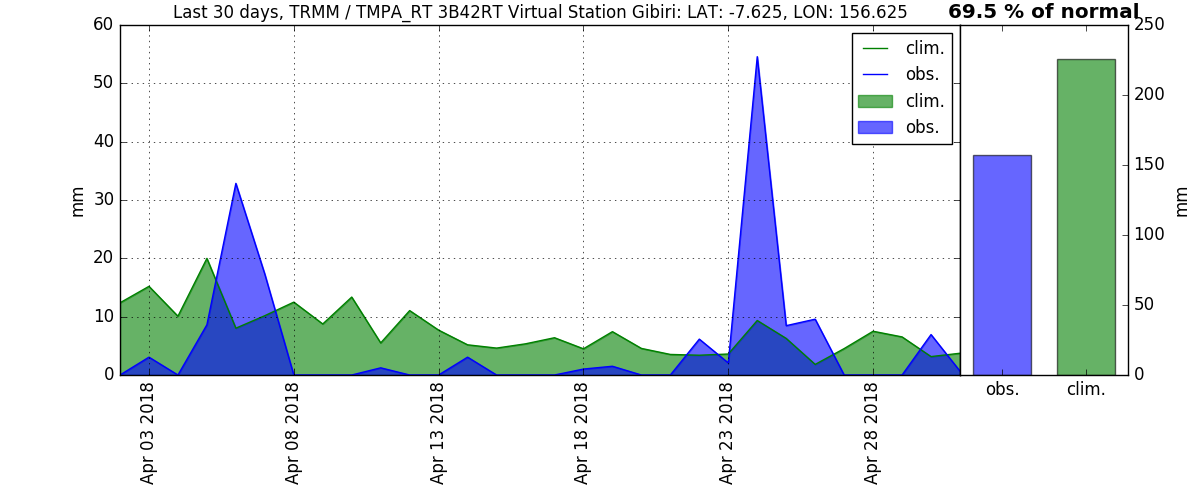 Last 30 days, TRMM / TMPA_RT 3B42RT Virtual Station Gibiri: LAT: -7.625, LON: 156.625
69.5 % of normal
60
50
40
30
20
10
0
mm
clim.
obs.
clim.
obs.
250
200
150
100
50
0
mm
Apr 03 2018
Apr 08 2018
Apr 13 2018
Apr 18 2018
Apr 23 2018
Apr 28 2018
obs.
clim.